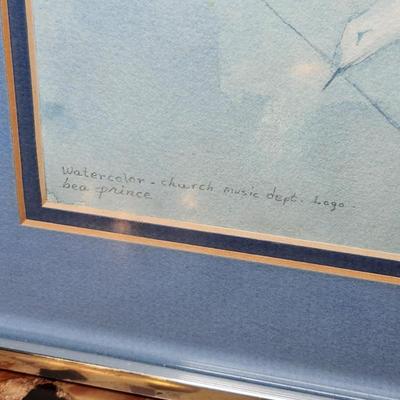 Watercolor - church music dept. Logo -
bea prince